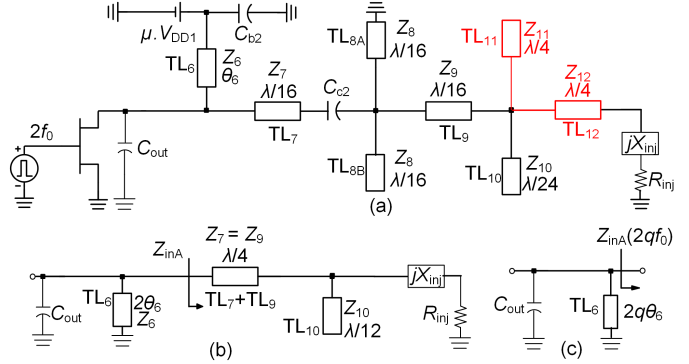 μ.V_DD1
C_b2
TL_6
Z_6
θ_6
Z_7
λ/16
TL_7
C_c2
TL_8A
Z_8
λ/16
TL_8B
Z_8
λ/16
Z_9
λ/16
TL_9
TL_11
Z_11
λ/4
Z_12
λ/4
TL_12
TL_10
Z_10
λ/24
jX_inj
R_inj
2f_0
+
−
C_out
(a)
Z_inA
Z_7 = Z_9
λ/4
TL_7+TL_9
C_out
TL_6
2θ_6
Z_6
TL_10
Z_10
λ/12
jX_inj
R_inj
(b)
Z_inA(2qf_0)
C_out
TL_6
2qθ_6
(c)